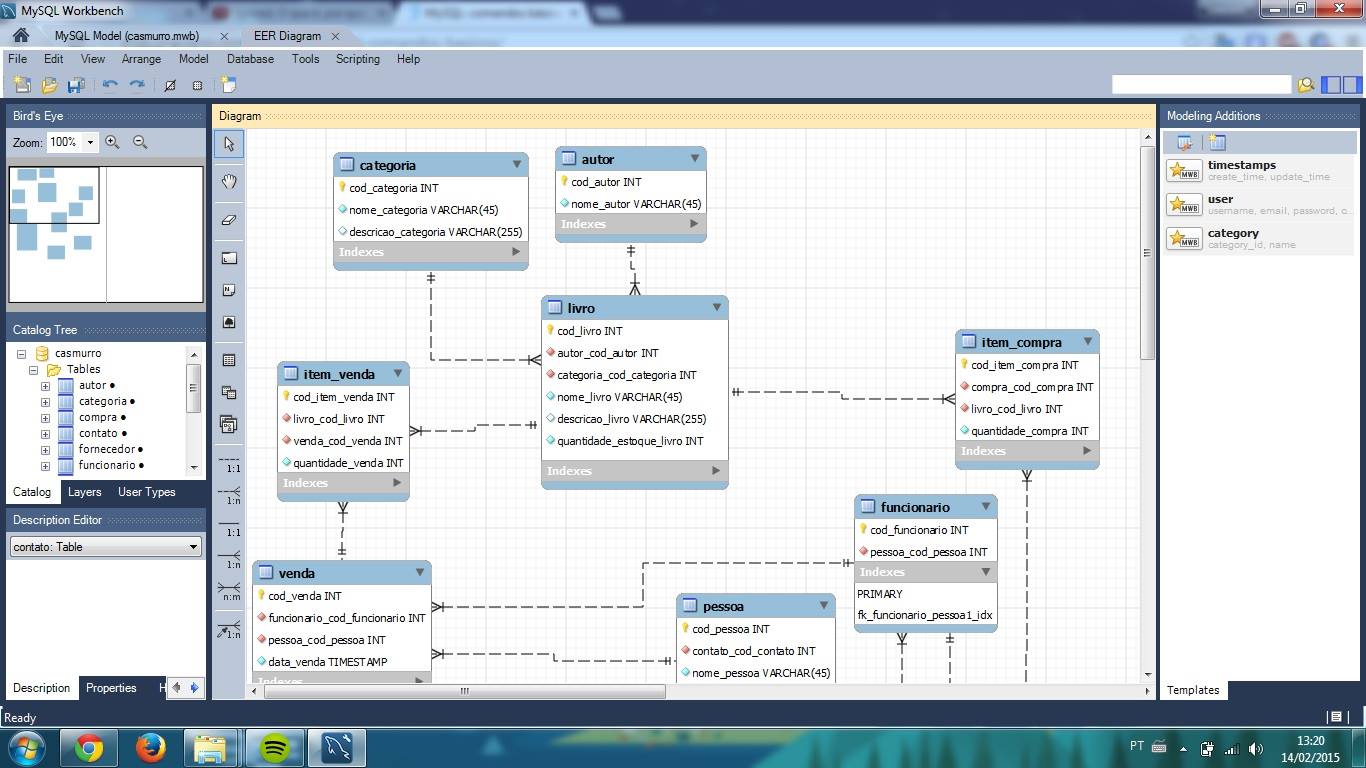 MySQL Workbench
MySQL Model (casmurro.mwb)
EER Diagram
File Edit View Arrange Model Database Tools Scripting Help
Bird's Eye
Zoom: 100%
Catalog Tree
casmurro
Tables
autor
categoria
compra
contato
fornecedor
funcionario
Catalog Layers User Types
Description Editor
contato: Table
Description Properties H
Ready
Diagram
1:1
1:n
1:1
1:n
n:m
1:n
categoria
cod_categoria INT
nome_categoria VARCHAR(45)
descricao_categoria VARCHAR(255)
Indexes
autor
cod_autor INT
nome_autor VARCHAR(45)
Indexes
livro
cod_livro INT
autor_cod_autor INT
categoria_cod_categoria INT
nome_livro VARCHAR(45)
descricao_livro VARCHAR(255)
quantidade_estoque_livro INT
Indexes
item_compra
cod_item_compra INT
compra_cod_compra INT
livro_cod_livro INT
quantidade_compra INT
Indexes
item_venda
cod_item_venda INT
livro_cod_livro INT
venda_cod_venda INT
quantidade_venda INT
Indexes
funcionario
cod_funcionario INT
pessoa_cod_pessoa INT
Indexes
PRIMARY
fk_funcionario_pessoa1_idx
venda
cod_venda INT
funcionario_cod_funcionario INT
pessoa_cod_pessoa INT
data_venda TIMESTAMP
Indexes
pessoa
cod_pessoa INT
contato_cod_contato INT
nome_pessoa VARCHAR(45)
Modeling Additions
MWB
timestamps
create_time, update_time
MWB
user
username, email, password, c...
MWB
category
category_id, name
Templates
PT
13:20
14/02/2015